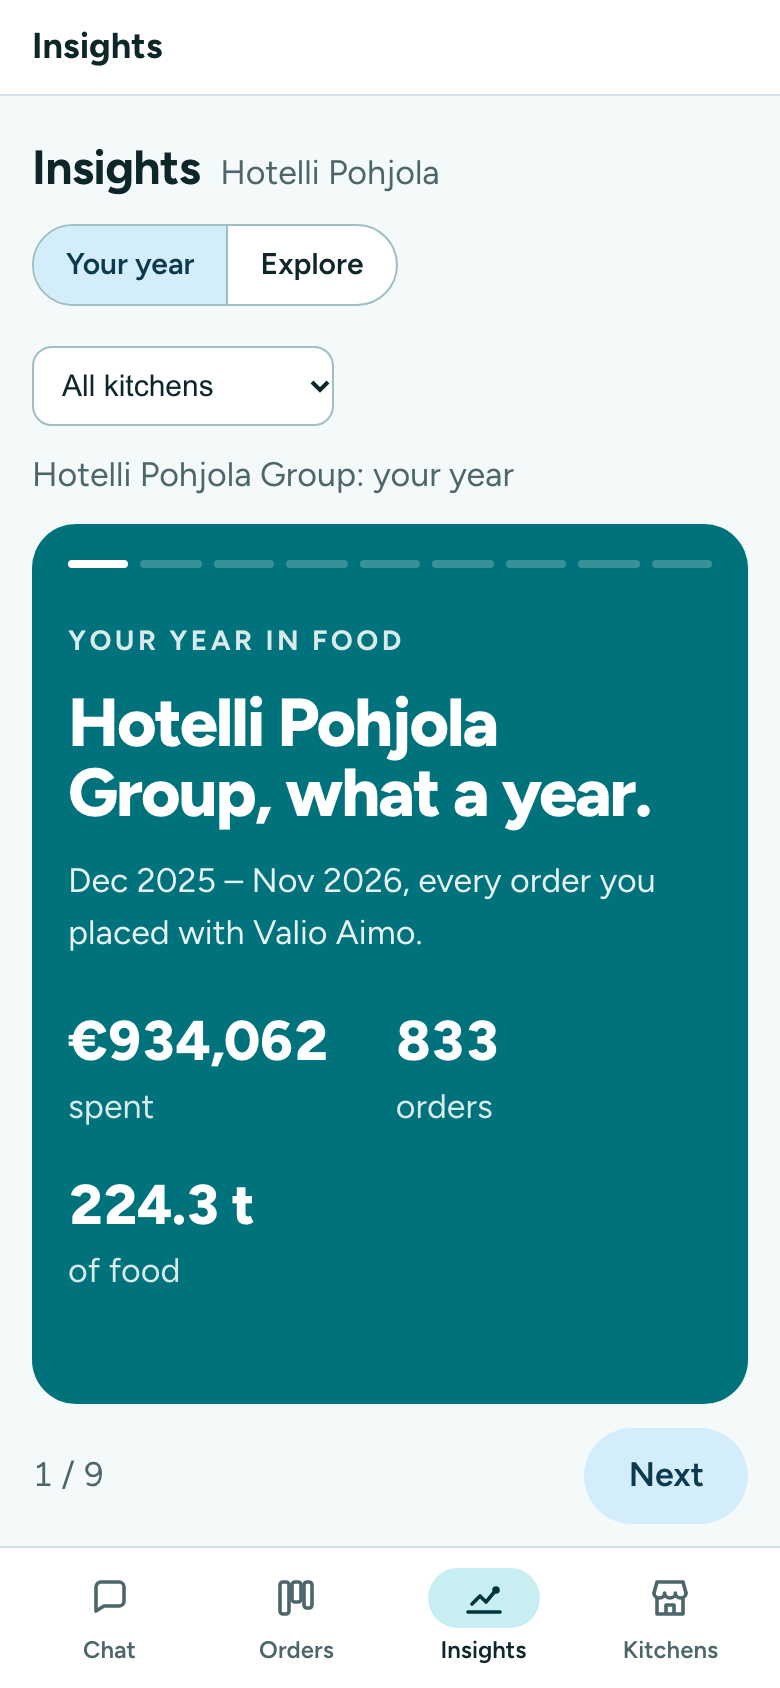 Insights
Insights Hotelli Pohjola
Your year Explore
All kitchens
Hotelli Pohjola Group: your year
YOUR YEAR IN FOOD
Hotelli Pohjola
Group, what a year.
Dec 2025 – Nov 2026, every order you
placed with Valio Aimo.
€934,062 833
spent orders
224.3 t
of food
1 / 9 Next
Chat Orders Insights Kitchens